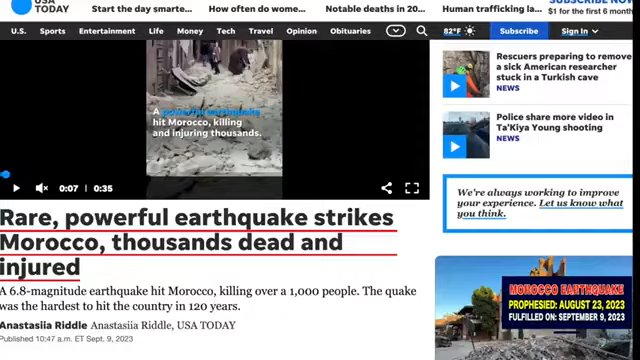 USA
TODAY
Start the day smarte...
How often do wome...
Notable deaths in 20...
Human trafficking la...
SUBSCRIBE NOW
$1 for the first 6 month
U.S. Sports Entertainment Life Money Tech Travel Opinion Obituaries 82°F Subscribe Sign In
A powerful earthquake
hit Morocco, killing
and injuring thousands.
0:07 0:35
Rare, powerful earthquake strikes
Morocco, thousands dead and
injured
A 6.8-magnitude earthquake hit Morocco, killing over a 1,000 people. The quake
was the hardest to hit the country in 120 years.
Anastasiia Riddle Anastasiia Riddle, USA TODAY
Published 10:47 a.m. ET Sept. 9, 2023
Rescuers preparing to remove
a sick American researcher
stuck in a Turkish cave
NEWS
Police share more video in
Ta'Kiya Young shooting
NEWS
We're always working to improve
your experience. Let us know what
you think.
MOROCCO EARTHQUAKE
PROPHESIED: AUGUST 23, 2023
FULFILLED ON: SEPTEMBER 9, 2023